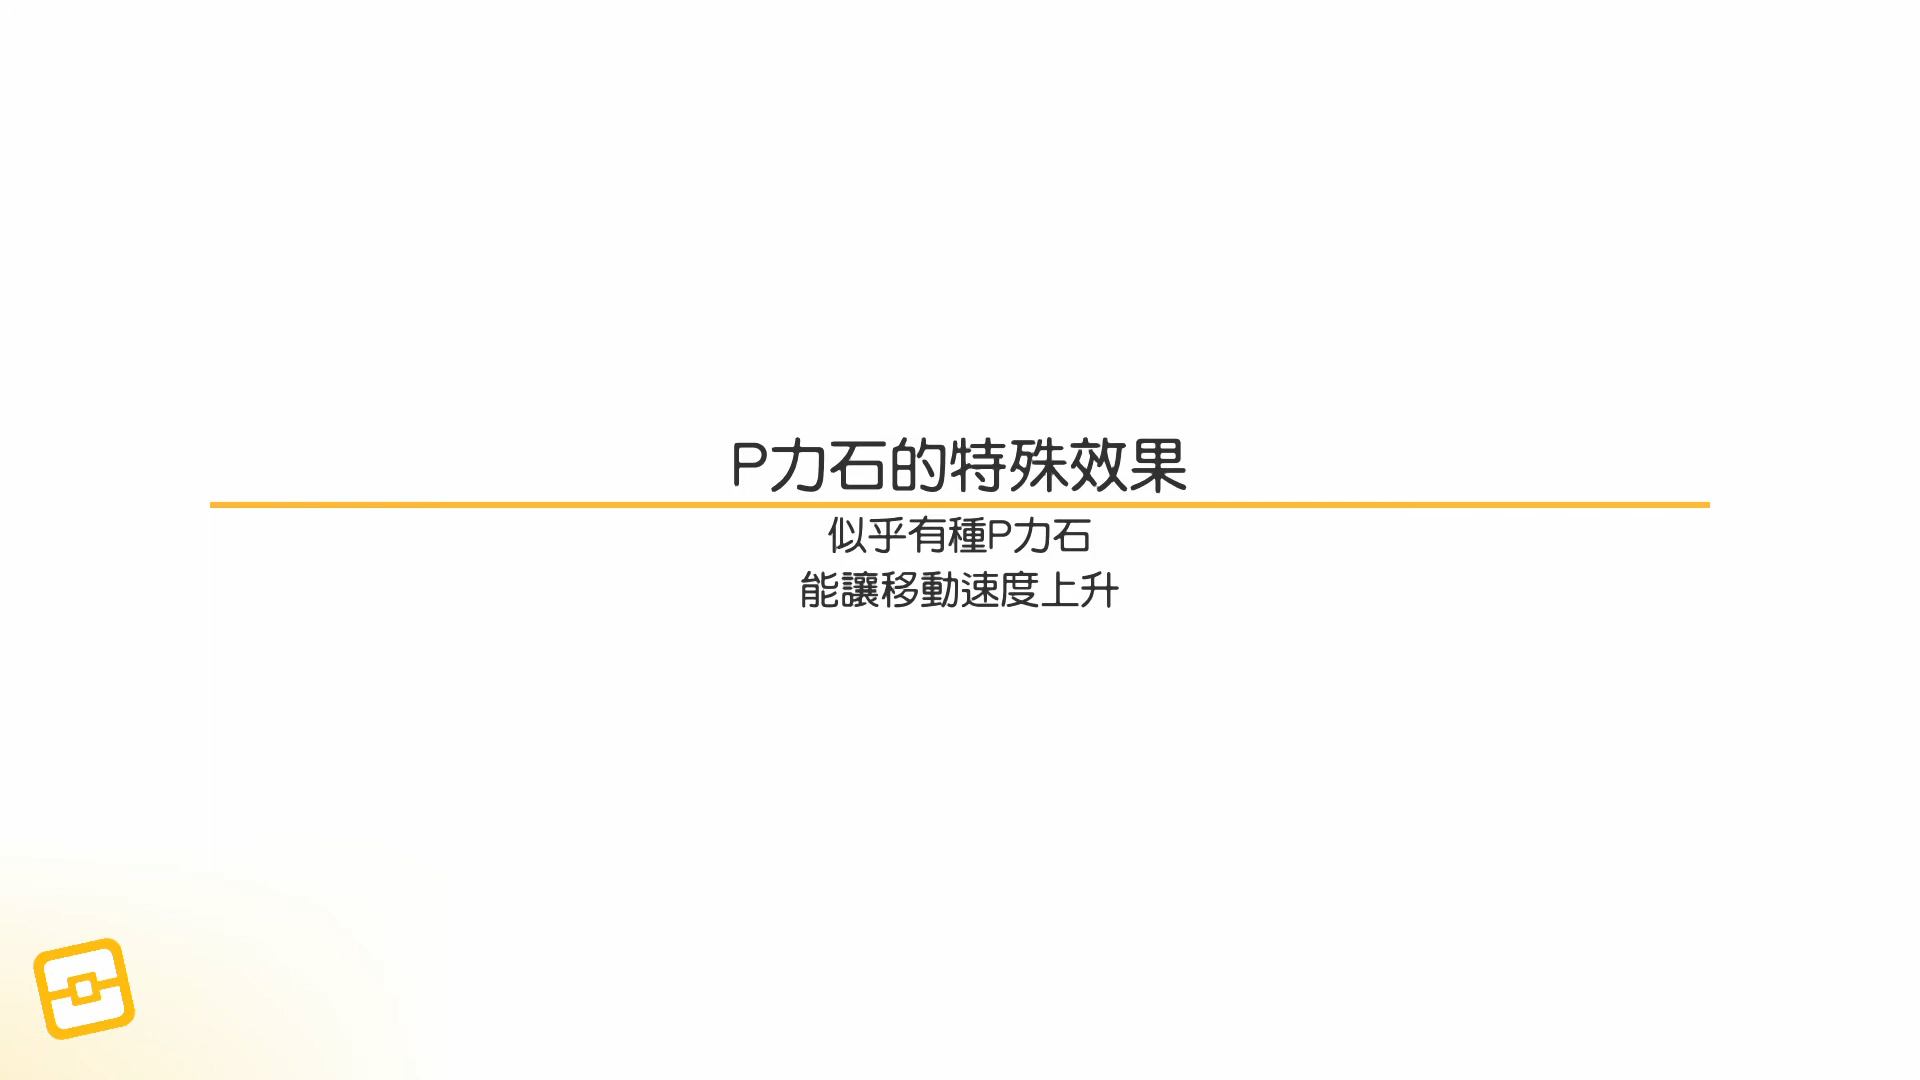 P力石的特殊效果
似乎有種P力石
能讓移動速度上升